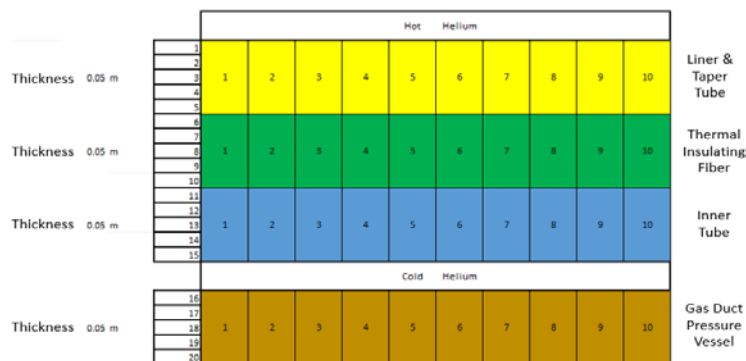 Hot Helium
1
2
3
4
5
Thickness 0.05 m
1 2 3 4 5 6 7 8 9 10
Liner &
Taper
Tube
6
7
8
9
10
Thickness 0.05 m
1 2 3 4 5 6 7 8 9 10
Thermal
Insulating
Fiber
11
12
13
14
15
Thickness 0.05 m
1 2 3 4 5 6 7 8 9 10
Inner
Tube
Cold Helium
16
17
18
19
20
Thickness 0.05 m
1 2 3 4 5 6 7 8 9 10
Gas Duct
Pressure
Vessel